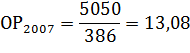 OP₂₀₀₇ = 5050/386 = 13,08